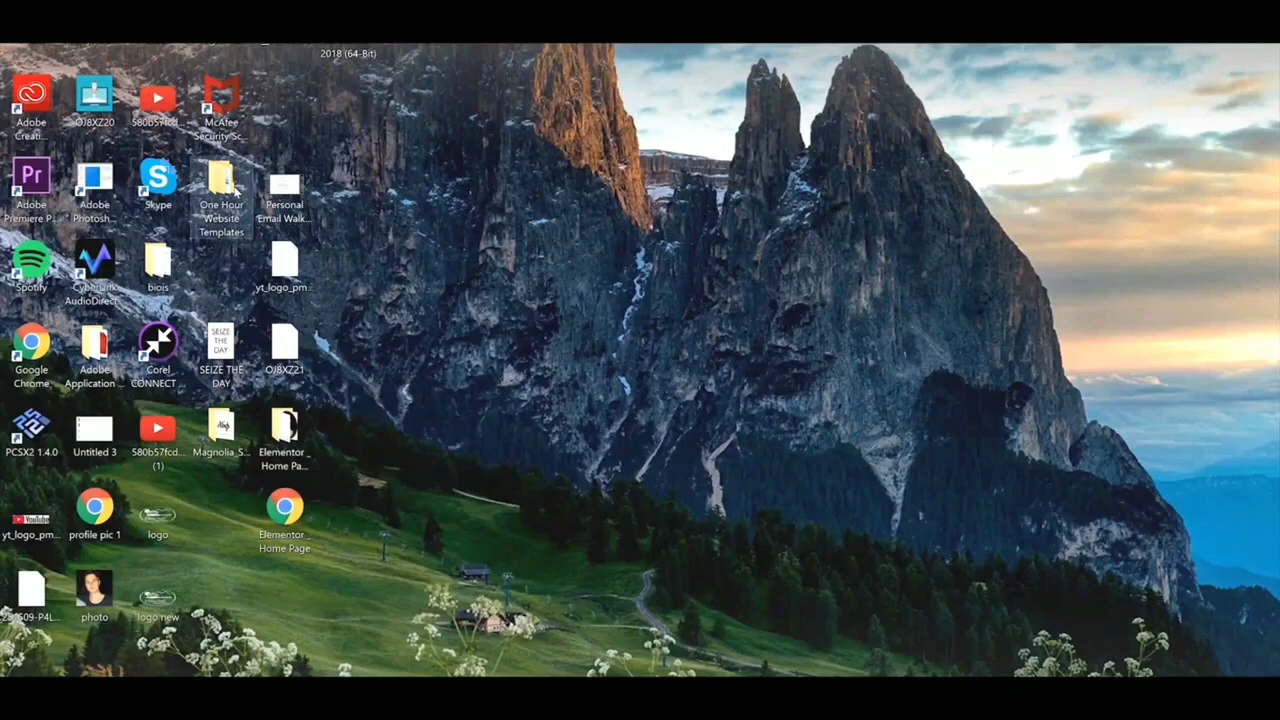 2018 (64-Bit)
Adobe
Creati...
OJ8XZ20
580b57fcd...
McAfee
Security Sc...
Pr
Adobe
Premiere P...
Adobe
Photosh...
S
Skype
One Hour
Website
Templates
Personal
Email Walk...
Spotify
CyberLink
AudioDirect...
biois
yt_logo_pm...
Google
Chrome
Adobe
Application ...
Corel
CONNECT ...
SEIZE
THE
DAY
SEIZE THE
DAY
OJ8XZ21
PCSX2 1.4.0
Untitled 3
580b57fcd...
(1)
Magnolia_S...
Elementor _
Home Pa...
YouTube
yt_logo_pm...
profile pic 1
logo
Elementor _
Home Page
photo
logo new